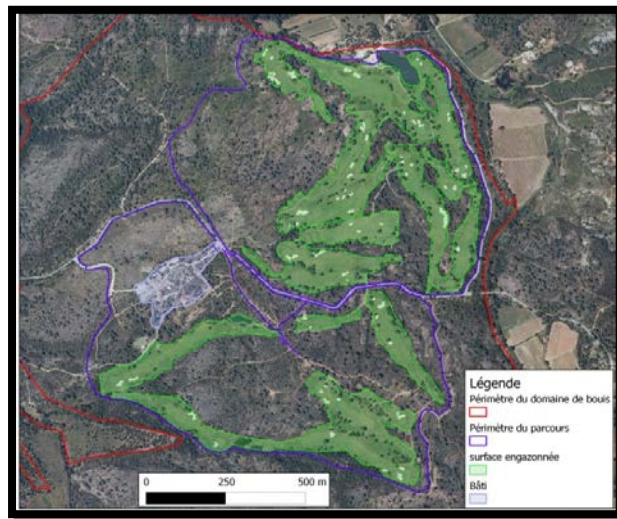 Légende
Périmètre du domaine de bouis
Périmètre du parcours
surface engazonnée
Bâti
0 250 500 m